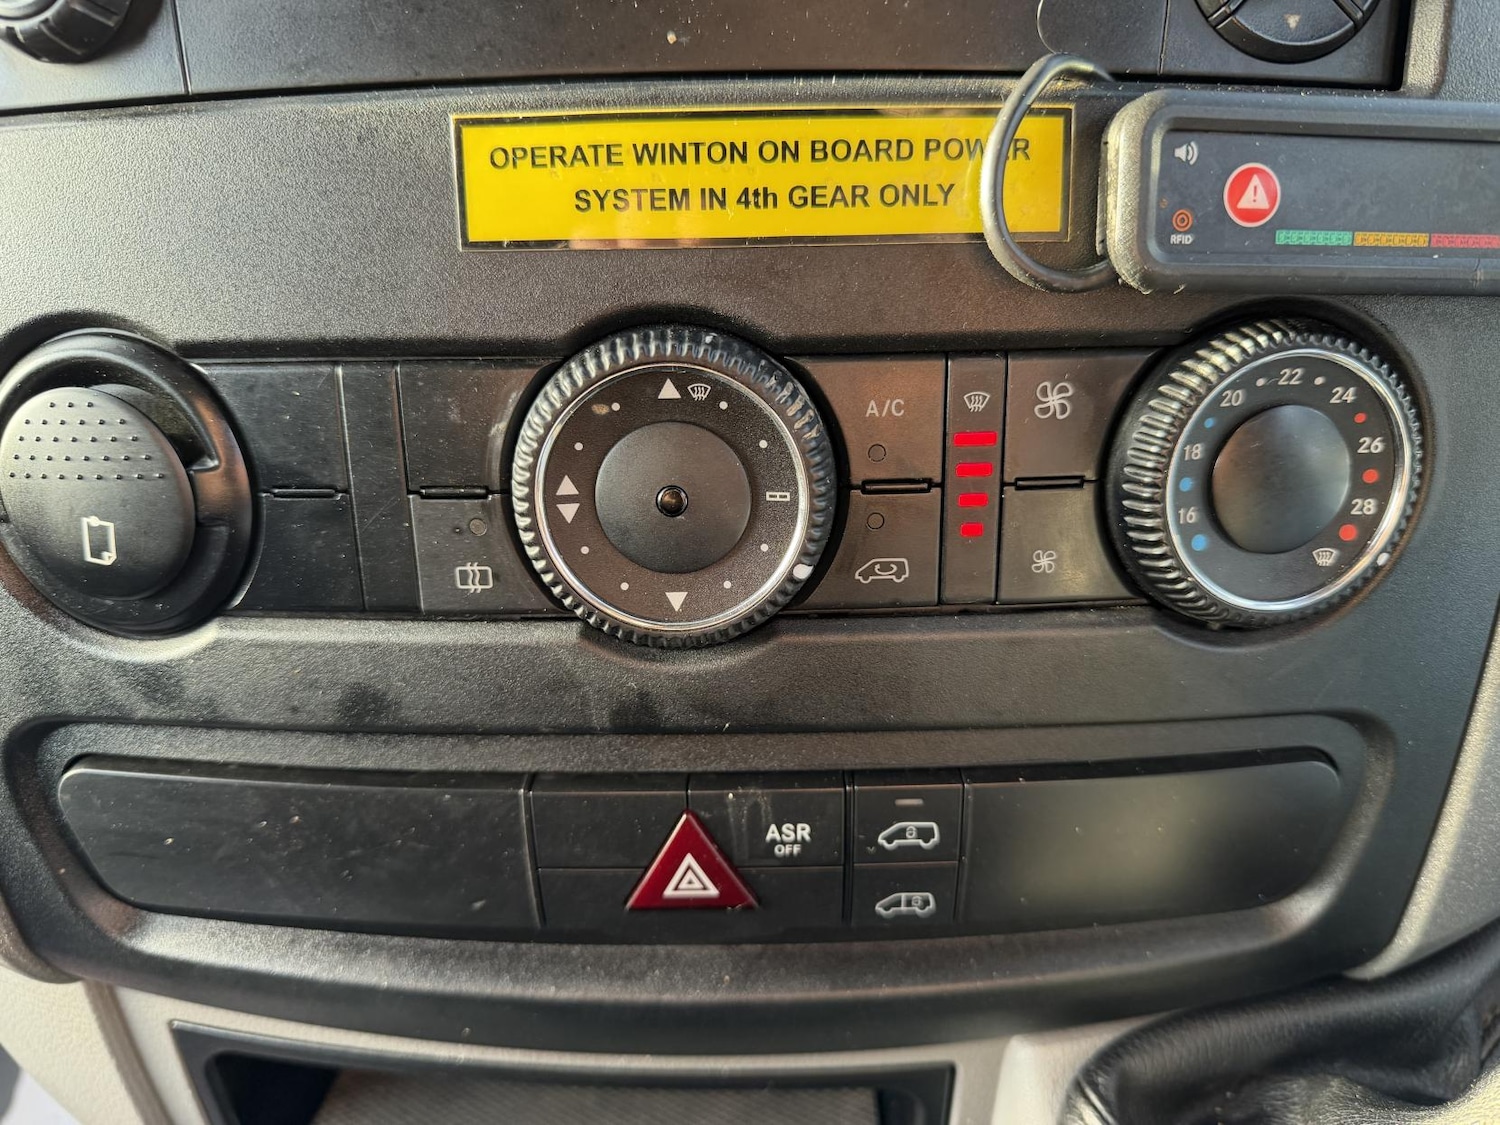 OPERATE WINTON ON BOARD POWER
SYSTEM IN 4th GEAR ONLY
RFID
A/C
16
18
20
22
24
26
28
ASR
OFF